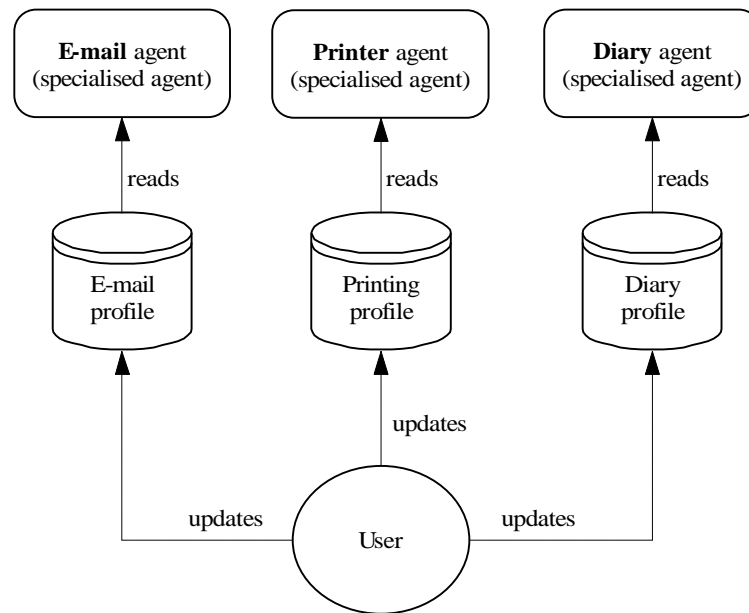 E-mail agent
(specialised agent)
Printer agent
(specialised agent)
Diary agent
(specialised agent)
reads
reads
reads
E-mail
profile
Printing
profile
Diary
profile
updates
updates
updates
User